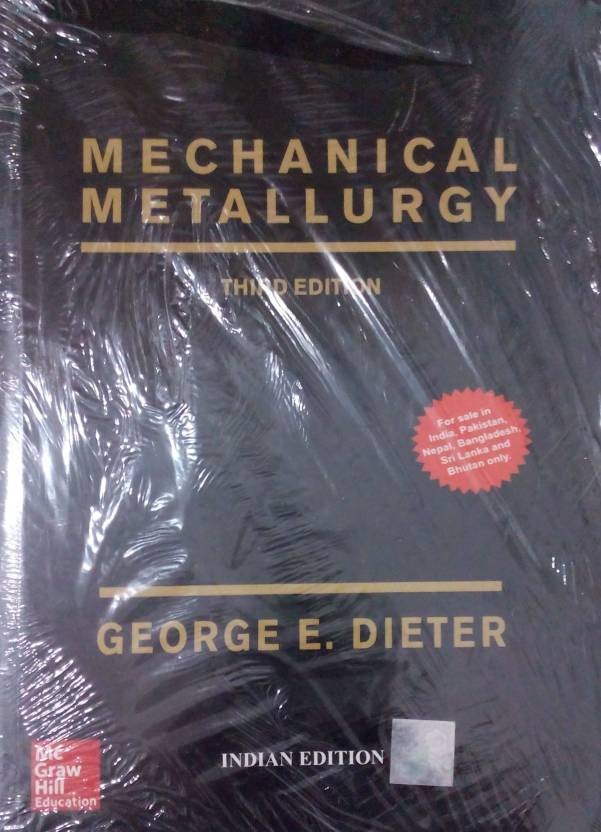 MECHANICAL
METALLURGY
THIRD EDITION
For sale in
India, Pakistan,
Nepal, Bangladesh,
Sri Lanka and
Bhutan only.
GEORGE E. DIETER
INDIAN EDITION
Mc
Graw
Hill
Education